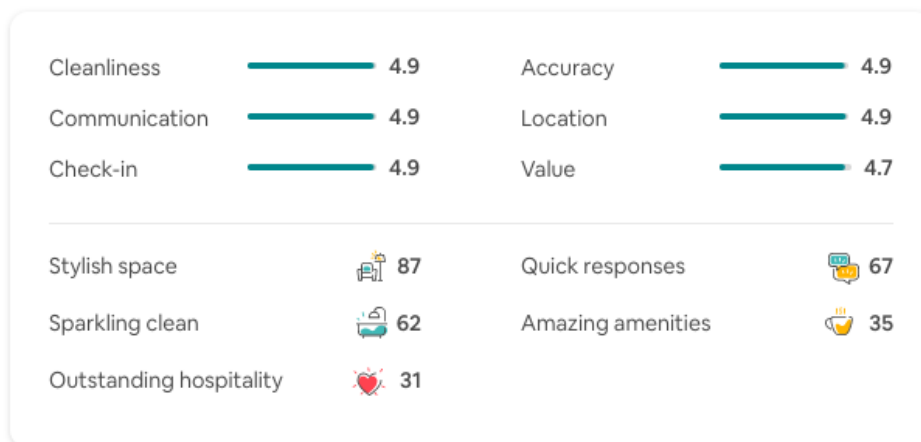 Cleanliness 4.9 Accuracy 4.9
Communication 4.9 Location 4.9
Check-in 4.9 Value 4.7
Stylish space 87 Quick responses 67
Sparkling clean 62 Amazing amenities 35
Outstanding hospitality 31